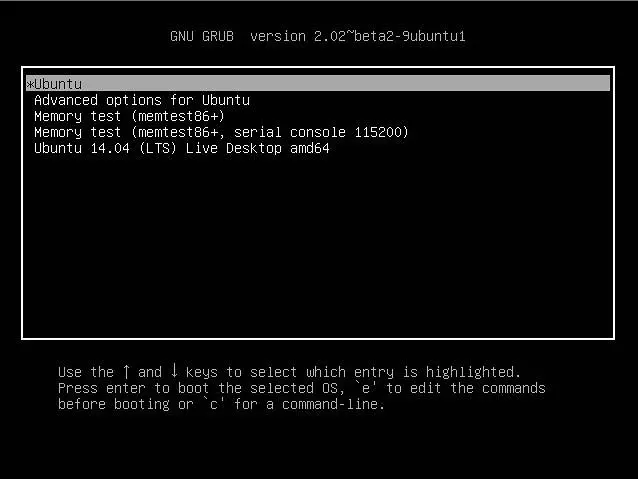 GNU GRUB  version 2.02~beta2-9ubuntu1
*Ubuntu
Advanced options for Ubuntu
Memory test (memtest86+)
Memory test (memtest86+, serial console 115200)
Ubuntu 14.04 (LTS) Live Desktop amd64
Use the ↑ and ↓ keys to select which entry is highlighted.
Press enter to boot the selected OS, `e' to edit the commands
before booting or `c' for a command-line.